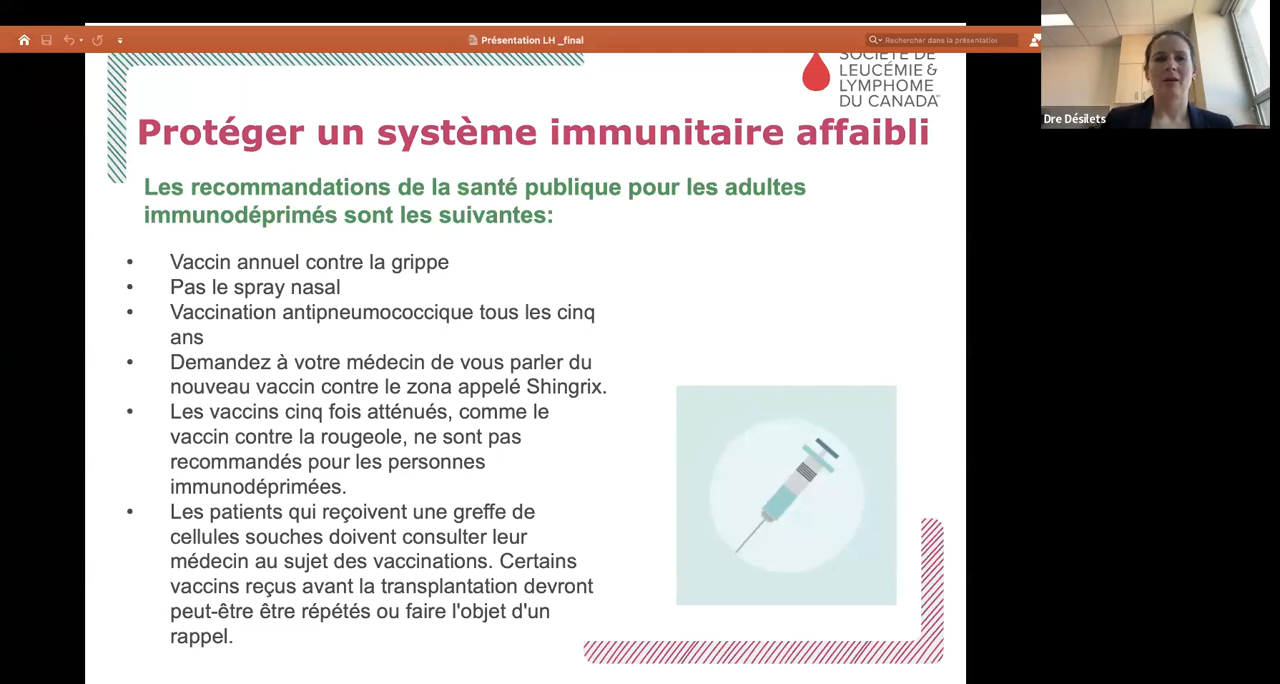 Présentation LH _final
Rechercher dans la présentation
SOCIÉTÉ DE
LEUCÉMIE &
LYMPHOME
DU CANADA
Dre Désilets
Protéger un système immunitaire affaibli
Les recommandations de la santé publique pour les adultes
immunodéprimés sont les suivantes:
• Vaccin annuel contre la grippe
• Pas le spray nasal
• Vaccination antipneumococcique tous les cinq
ans
• Demandez à votre médecin de vous parler du
nouveau vaccin contre le zona appelé Shingrix.
• Les vaccins cinq fois atténués, comme le
vaccin contre la rougeole, ne sont pas
recommandés pour les personnes
immunodéprimées.
• Les patients qui reçoivent une greffe de
cellules souches doivent consulter leur
médecin au sujet des vaccinations. Certains
vaccins reçus avant la transplantation devront
peut-être être répétés ou faire l'objet d'un
rappel.